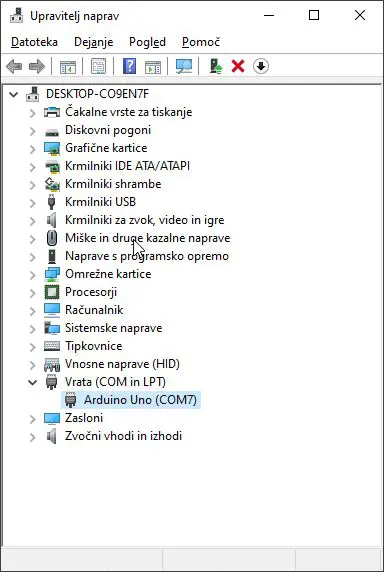 Upravitelj naprav
Datoteka Dejanje Pogled Pomoč
DESKTOP-CO9EN7F
Čakalne vrste za tiskanje
Diskovni pogoni
Grafične kartice
Krmilniki IDE ATA/ATAPI
Krmilniki shrambe
Krmilniki USB
Krmilniki za zvok, video in igre
Miške in druge kazalne naprave
Naprave s programsko opremo
Omrežne kartice
Procesorji
Računalnik
Sistemske naprave
Tipkovnice
Vnosne naprave (HID)
Vrata (COM in LPT)
Arduino Uno (COM7)
Zasloni
Zvočni vhodi in izhodi